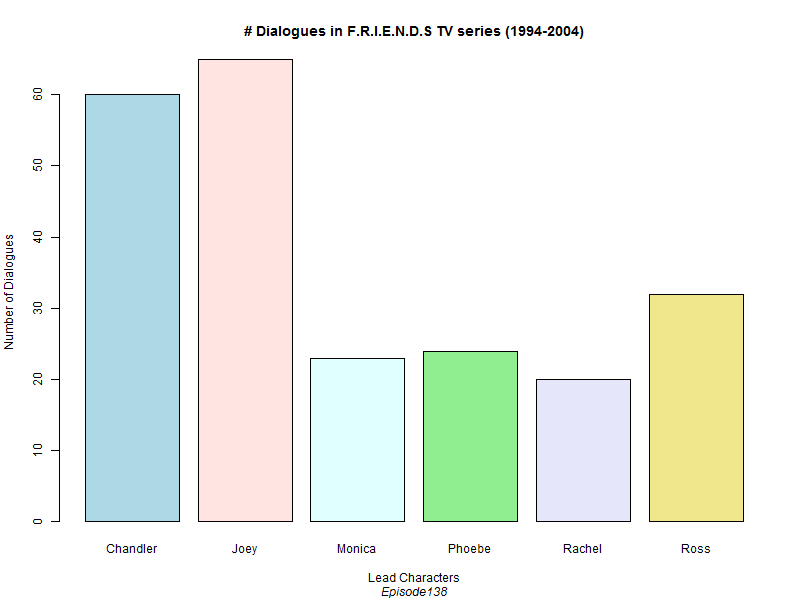 # Dialogues in F.R.I.E.N.D.S TV series (1994-2004)
Number of Dialogues
60
50
40
30
20
10
0
Chandler Joey Monica Phoebe Rachel Ross
Lead Characters
Episode138